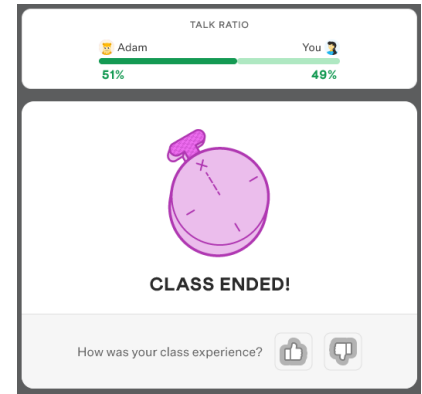 TALK RATIO
Adam You
51% 49%
CLASS ENDED!
How was your class experience?